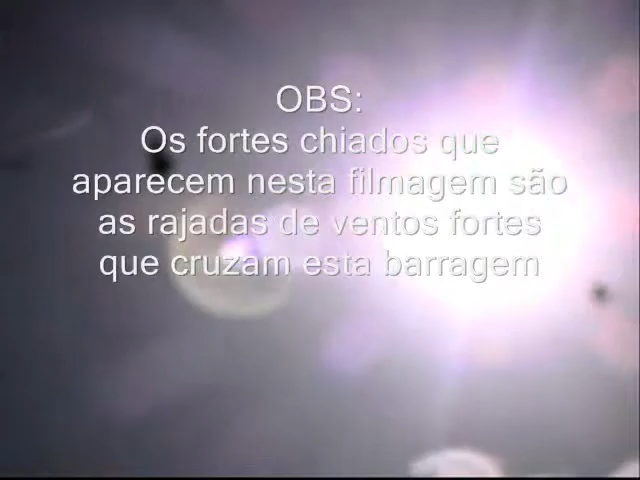 OBS:
Os fortes chiados que
aparecem nesta filmagem são
as rajadas de ventos fortes
que cruzam esta barragem